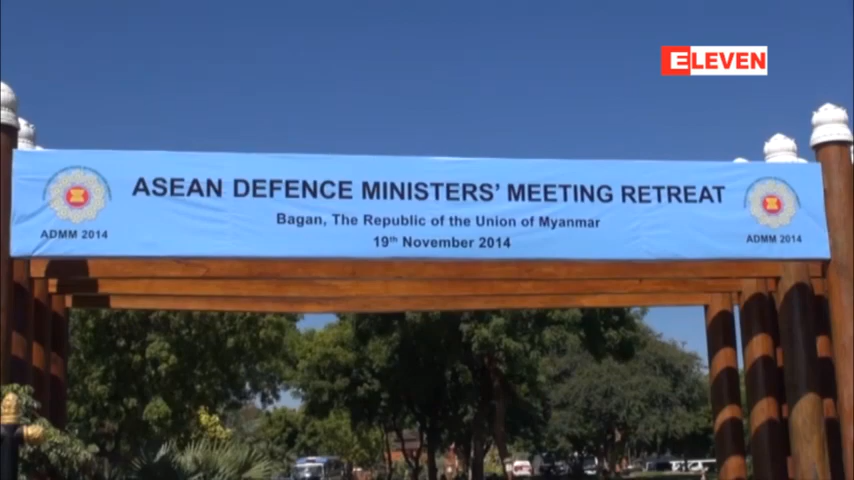 ELEVEN
ASEAN DEFENCE MINISTERS' MEETING RETREAT
Bagan, The Republic of the Union of Myanmar
19th November 2014
ADMM 2014
ADMM 2014